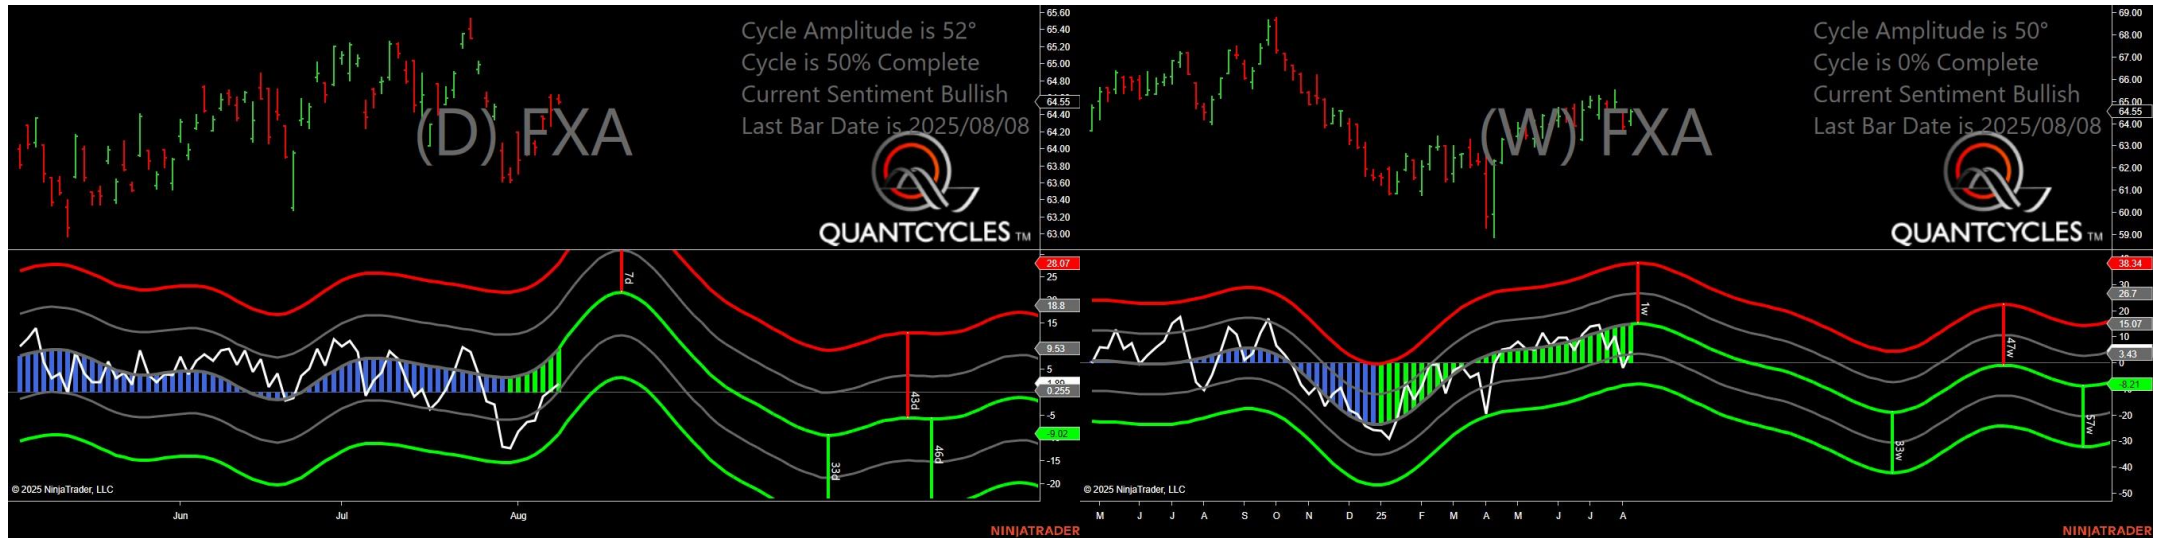 Cycle Amplitude is 52°
Cycle is 50% Complete
Current Sentiment Bullish
Last Bar Date is 2025/08/08
(D) FXA
QUANTCYCLES TM
65.60
65.40
65.20
65.00
64.80
64.55
64.40
64.20
64.00
63.80
63.60
63.40
63.20
63.00
7d
43d
33d
46d
28.07
25
18.8
15
9.53
5
0.255
-5
-9.02
-15
-20
© 2025 NinjaTrader, LLC
Jun Jul Aug
NINJATRADER
Cycle Amplitude is 50°
Cycle is 0% Complete
Current Sentiment Bullish
Last Bar Date is 2025/08/08
(W) FXA
QUANTCYCLES TM
69.00
68.00
67.00
66.00
65.00
64.55
64.00
63.00
62.00
61.00
60.00
59.00
1w
47w
33w
57w
38.34
30
26.7
20
15.07
10
3.43
0
-8.21
-20
-30
-40
-50
© 2025 NinjaTrader, LLC
M J J A S O N D 25 F M A M J J A
NINJATRADER